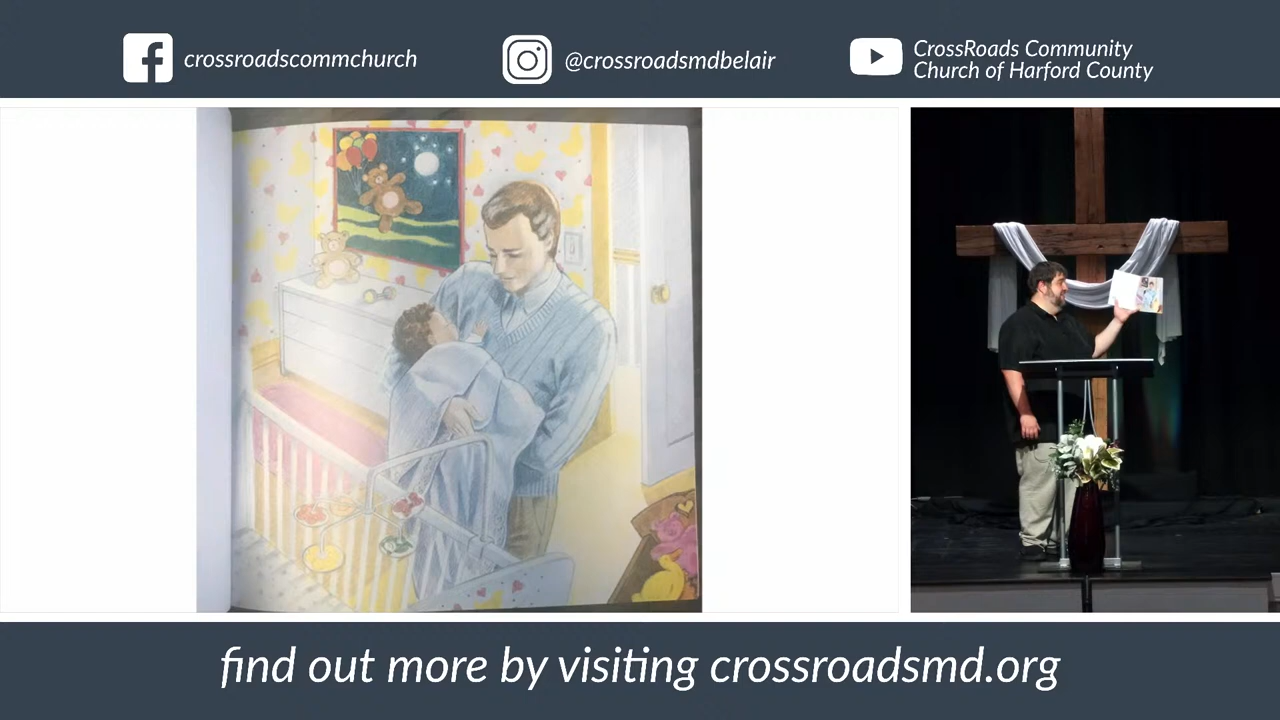 crossroadscommchurch
@crossroadsmdbelair
CrossRoads Community
Church of Harford County
find out more by visiting crossroadsmd.org